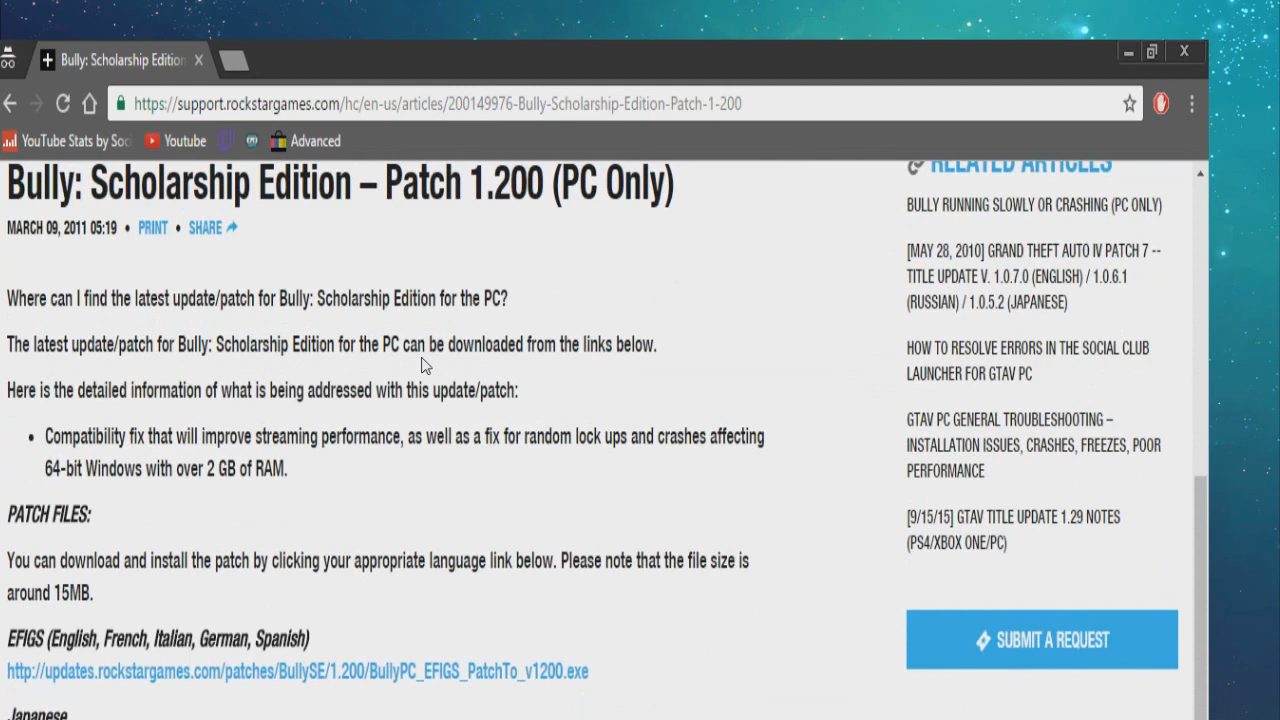 Bully: Scholarship Edition
https://support.rockstargames.com/hc/en-us/articles/200149976-Bully-Scholarship-Edition-Patch-1-200
YouTube Stats by Soc
Youtube
Advanced
Bully: Scholarship Edition – Patch 1.200 (PC Only)
MARCH 09, 2011 05:19 • PRINT • SHARE
Where can I find the latest update/patch for Bully: Scholarship Edition for the PC?
The latest update/patch for Bully: Scholarship Edition for the PC can be downloaded from the links below.
Here is the detailed information of what is being addressed with this update/patch:
• Compatibility fix that will improve streaming performance, as well as a fix for random lock ups and crashes affecting
64-bit Windows with over 2 GB of RAM.
PATCH FILES:
You can download and install the patch by clicking your appropriate language link below. Please note that the file size is
around 15MB.
EFIGS (English, French, Italian, German, Spanish)
http://updates.rockstargames.com/patches/BullySE/1.200/BullyPC_EFIGS_PatchTo_v1200.exe
Japanese
RELATED ARTICLES
BULLY RUNNING SLOWLY OR CRASHING (PC ONLY)
[MAY 28, 2010] GRAND THEFT AUTO IV PATCH 7 --
TITLE UPDATE V. 1.0.7.0 (ENGLISH) / 1.0.6.1
(RUSSIAN) / 1.0.5.2 (JAPANESE)
HOW TO RESOLVE ERRORS IN THE SOCIAL CLUB
LAUNCHER FOR GTAV PC
GTAV PC GENERAL TROUBLESHOOTING –
INSTALLATION ISSUES, CRASHES, FREEZES, POOR
PERFORMANCE
[9/15/15] GTAV TITLE UPDATE 1.29 NOTES
(PS4/XBOX ONE/PC)
SUBMIT A REQUEST